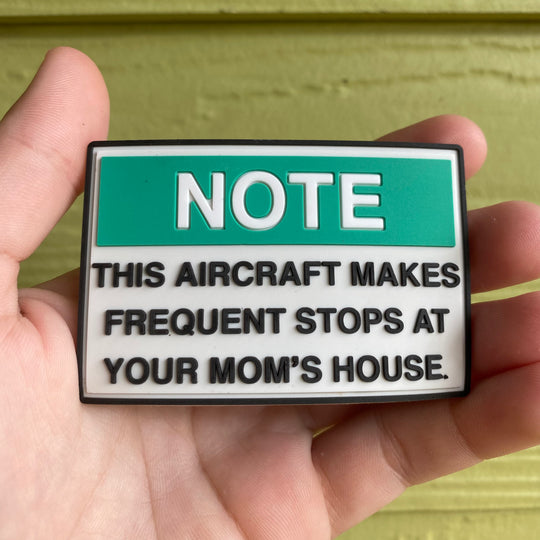 NOTE
THIS AIRCRAFT MAKES
FREQUENT STOPS AT
YOUR MOM'S HOUSE.